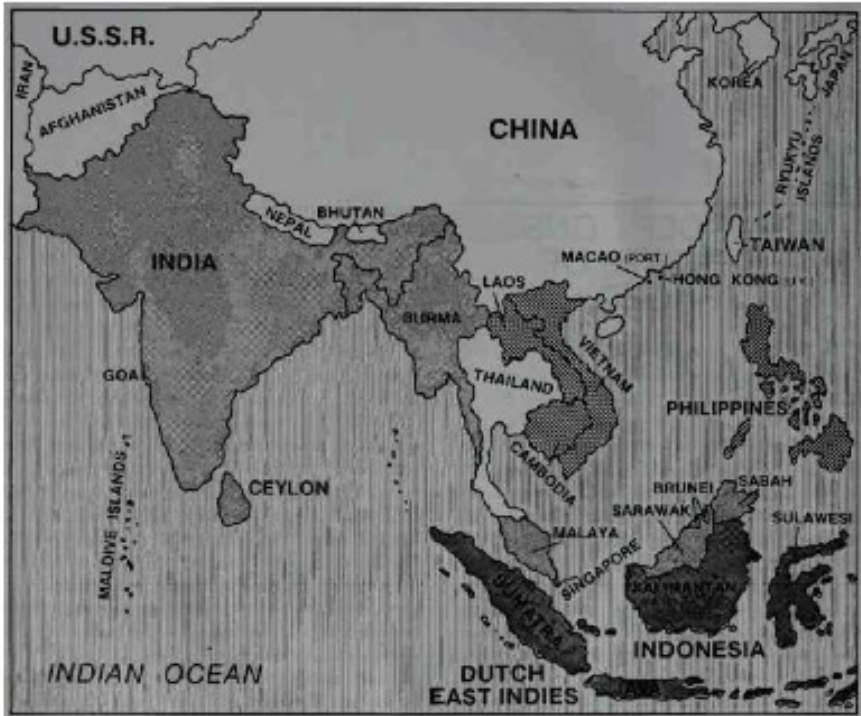 U.S.S.R.
IRAN
AFGHANISTAN
CHINA
KOREA
JAPAN
RYUKYU
ISLANDS
NEPAL
BHUTAN
INDIA
TAIWAN
MACAO (PORT.)
HONG KONG (U.K.)
LAOS
BURMA
VIETNAM
GOA
THAILAND
PHILIPPINES
CAMBODIA
CEYLON
MALDIVE ISLANDS
BRUNEI
SABAH
SARAWAK
SULAWESI
MALAYA
SINGAPORE
SUMATRA
KALIMANTAN
INDONESIA
INDIAN OCEAN
DUTCH
EAST INDIES
JAVA